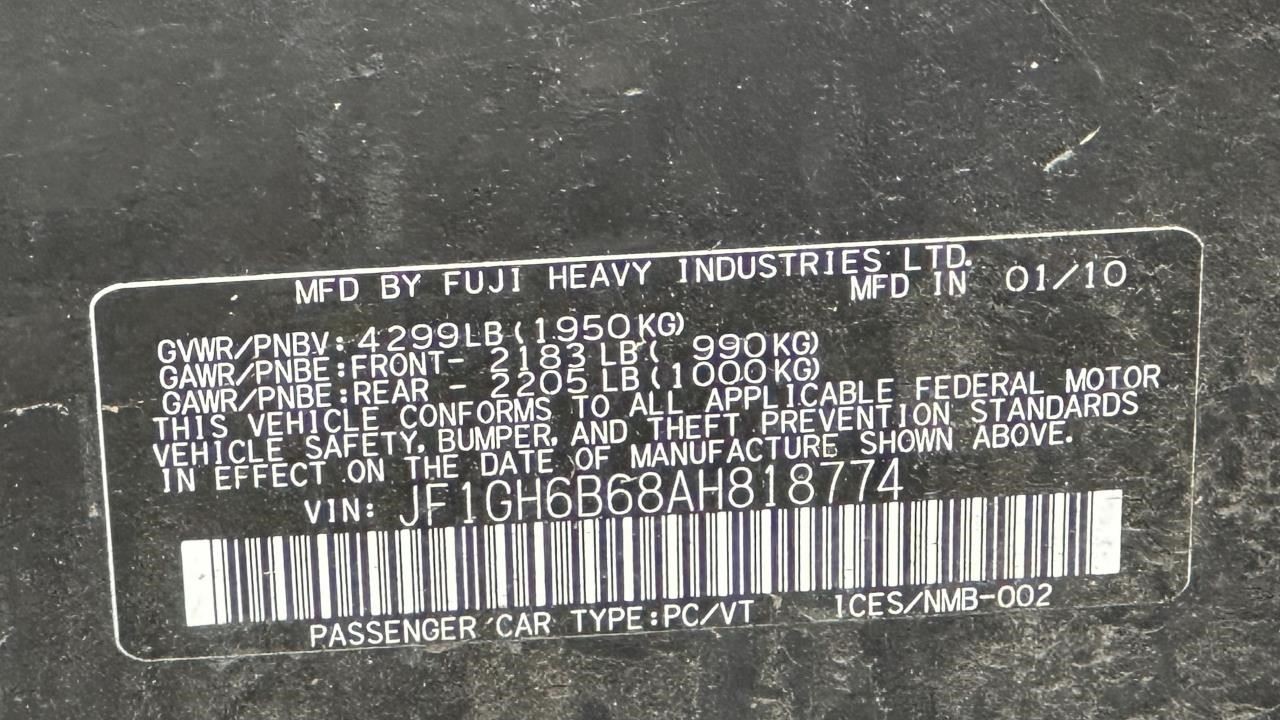 MFD BY FUJI HEAVY INDUSTRIES LTD.
MFD IN 01/10
GVWR/PNBV: 4299LB (1950KG)
GAWR/PNBE:FRONT- 2183 LB ( 990KG)
GAWR/PNBE:REAR - 2205 LB (1000KG)
THIS VEHICLE CONFORMS TO ALL APPLICABLE FEDERAL MOTOR
VEHICLE SAFETY, BUMPER, AND THEFT PREVENTION STANDARDS
IN EFFECT ON THE DATE OF MANUFACTURE SHOWN ABOVE.
VIN: JF1GH6B68AH818774
PASSENGER CAR TYPE:PC/VT ICES/NMB-002